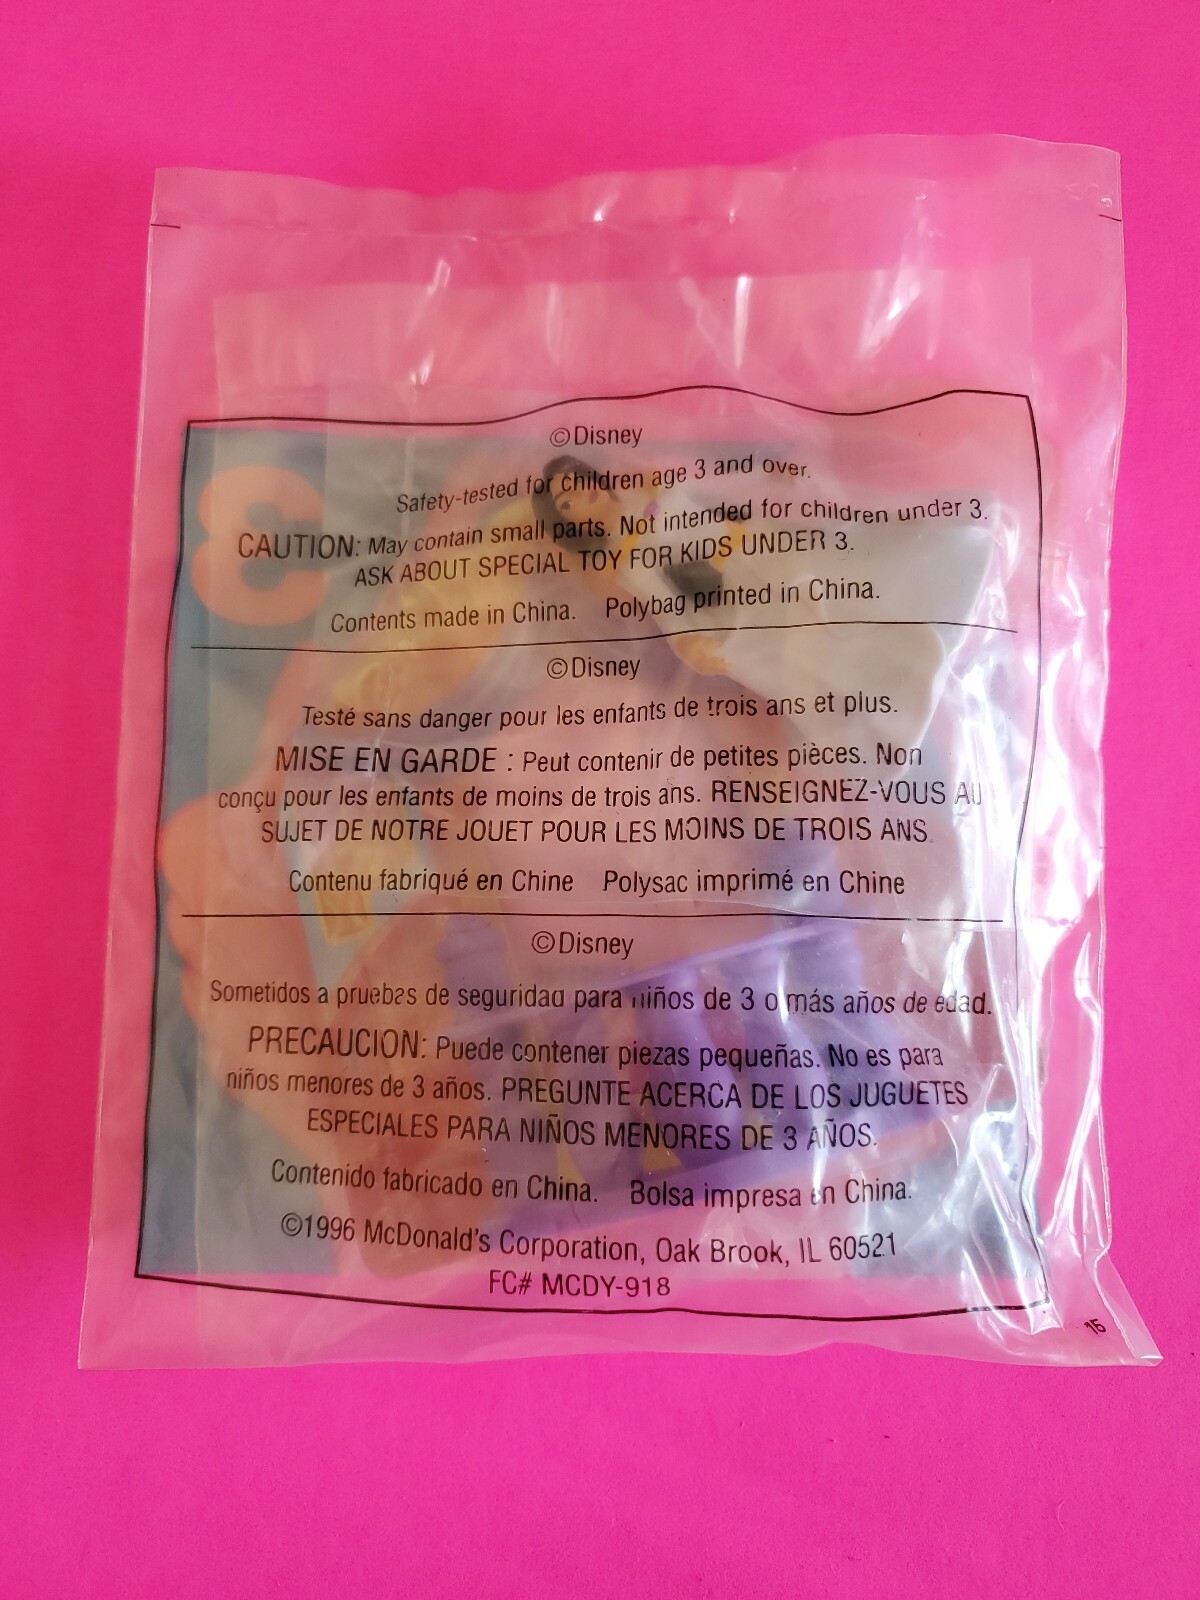 ©Disney
Safety-tested for children age 3 and over.
CAUTION: May contain small parts. Not intended for children under 3.
ASK ABOUT SPECIAL TOY FOR KIDS UNDER 3.
Contents made in China. Polybag printed in China.
©Disney
Testé sans danger pour les enfants de trois ans et plus.
MISE EN GARDE : Peut contenir de petites pièces. Non
conçu pour les enfants de moins de trois ans. RENSEIGNEZ-VOUS AU
SUJET DE NOTRE JOUET POUR LES MOINS DE TROIS ANS.
Contenu fabriqué en Chine Polysac imprimé en Chine
©Disney
Sometidos a pruebas de seguridad para niños de 3 o más años de edad.
PRECAUCION: Puede contener piezas pequeñas. No es para
niños menores de 3 años. PREGUNTE ACERCA DE LOS JUGUETES
ESPECIALES PARA NIÑOS MENORES DE 3 AÑOS.
Contenido fabricado en China. Bolsa impresa en China.
©1996 McDonald's Corporation, Oak Brook, IL 60521
FC# MCDY-918
15
3